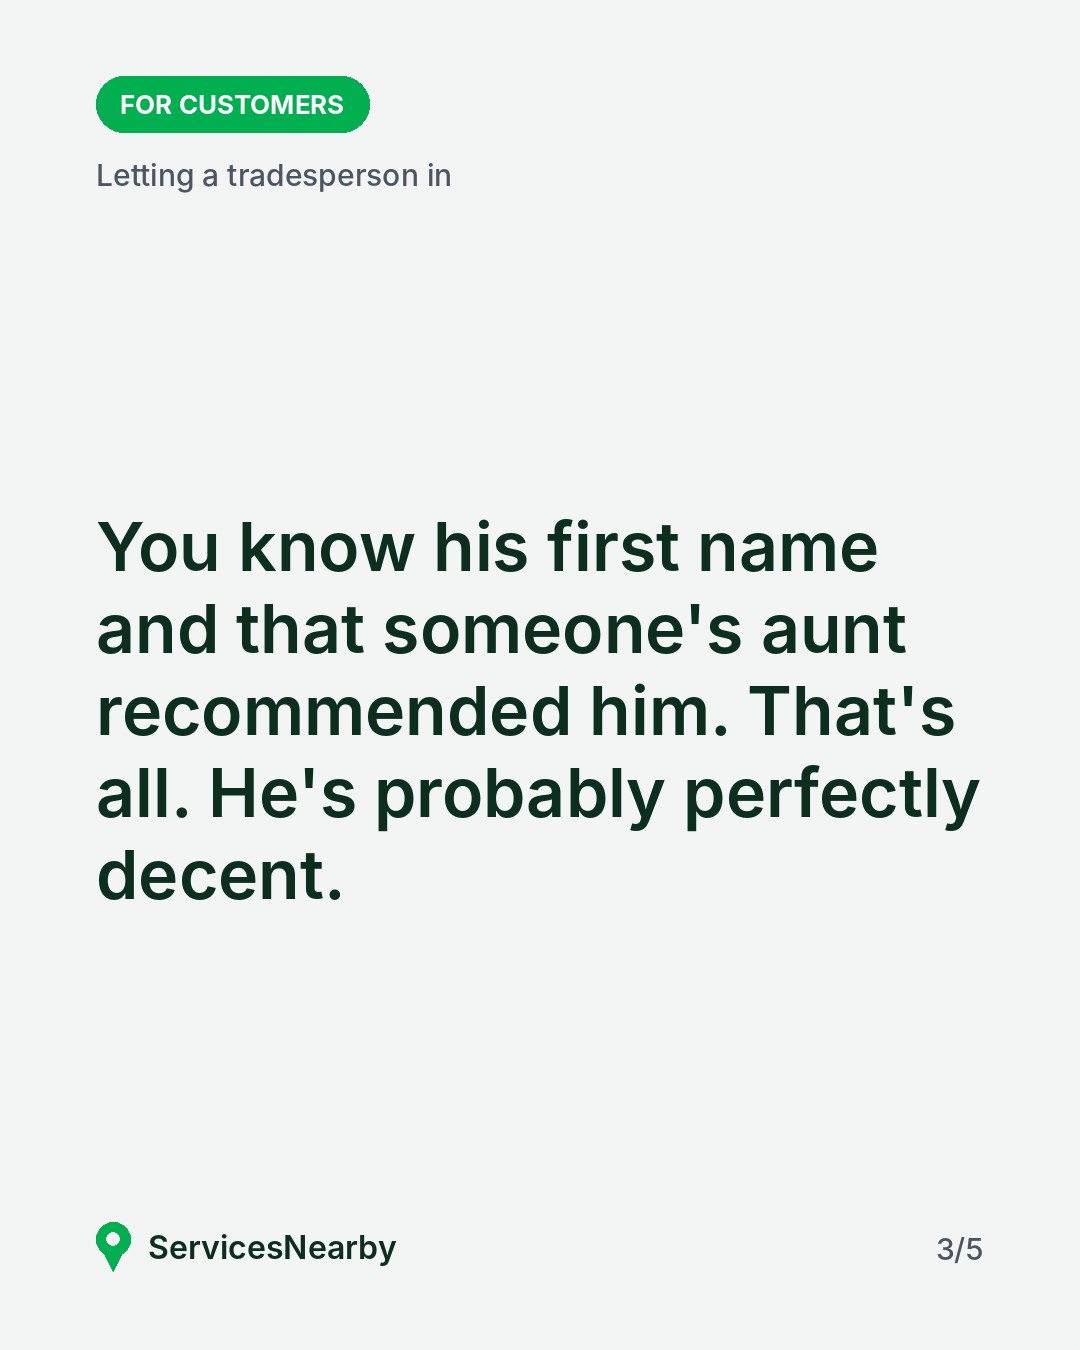 FOR CUSTOMERS
Letting a tradesperson in
You know his first name
and that someone's aunt
recommended him. That's
all. He's probably perfectly
decent.
ServicesNearby
3/5